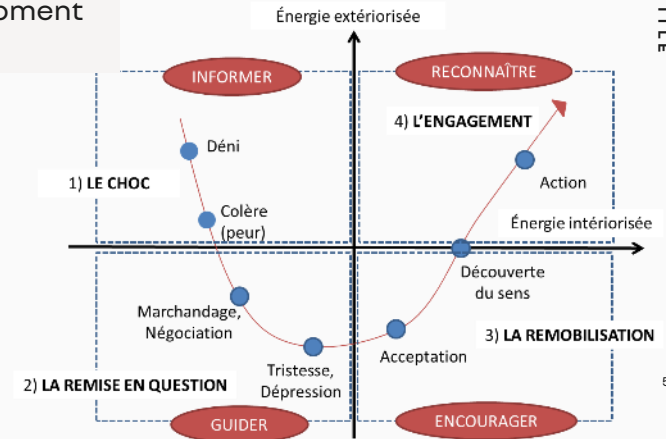 oment
Énergie extériorisée
INFORMER
RECONNAÎTRE
4) L'ENGAGEMENT
Déni
1) LE CHOC
Action
Colère
(peur)
Énergie intériorisée
Découverte
du sens
Marchandage,
Négociation
3) LA REMOBILISATION
Acceptation
Tristesse,
Dépression
2) LA REMISE EN QUESTION
GUIDER
ENCOURAGER
5